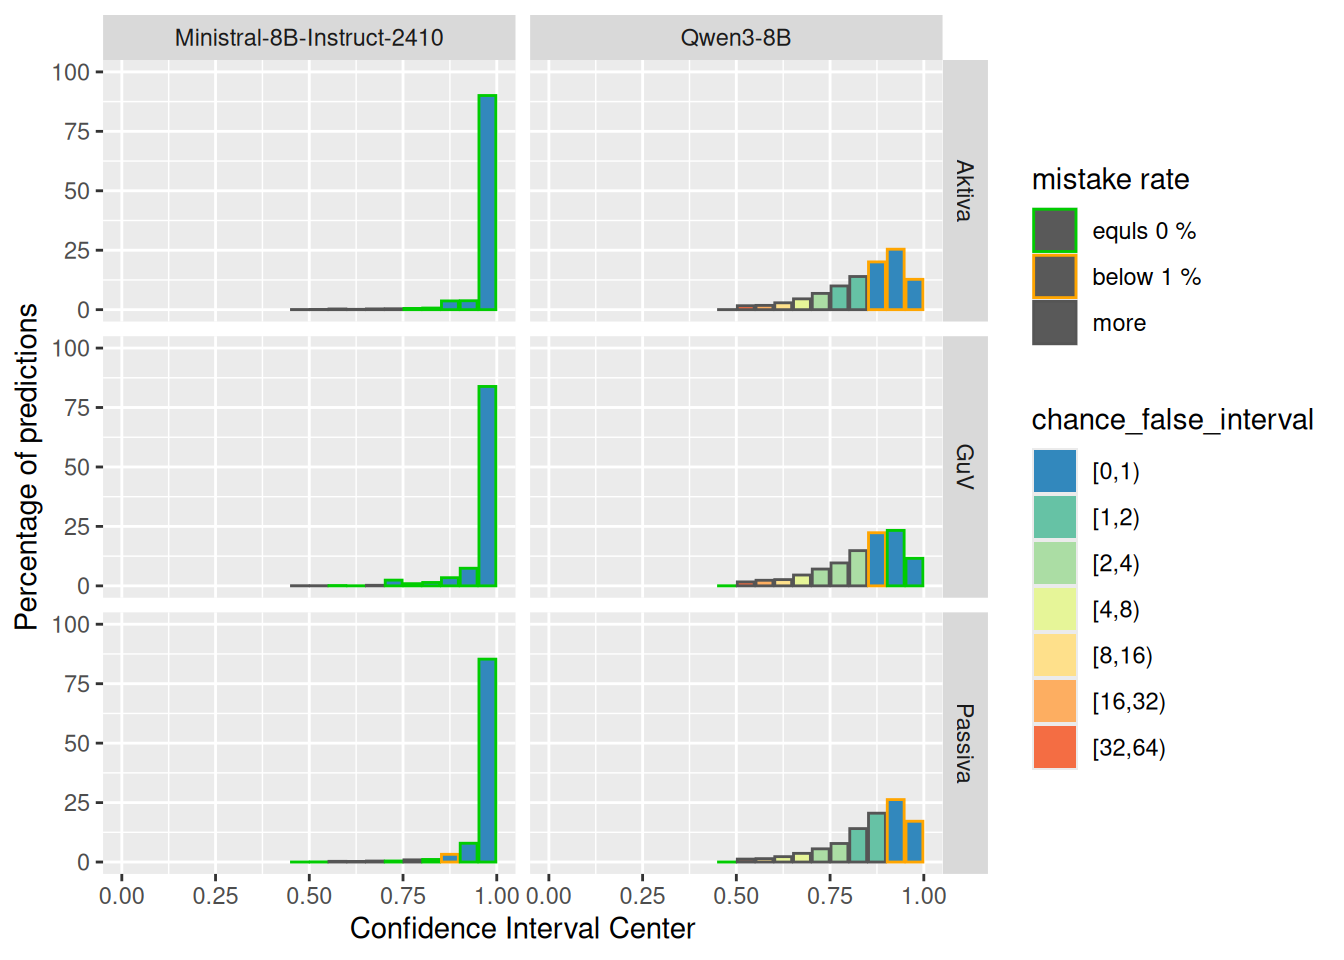 Ministral-8B-Instruct-2410
Qwen3-8B
100
75
50
25
0
Aktiva
100
75
50
25
0
GuV
100
75
50
25
0
Passiva
0.00
0.25
0.50
0.75
1.00
0.00
0.25
0.50
0.75
1.00
Confidence Interval Center
Percentage of predictions
mistake rate
equls 0 %
below 1 %
more
chance_false_interval
[0,1)
[1,2)
[2,4)
[4,8)
[8,16)
[16,32)
[32,64)